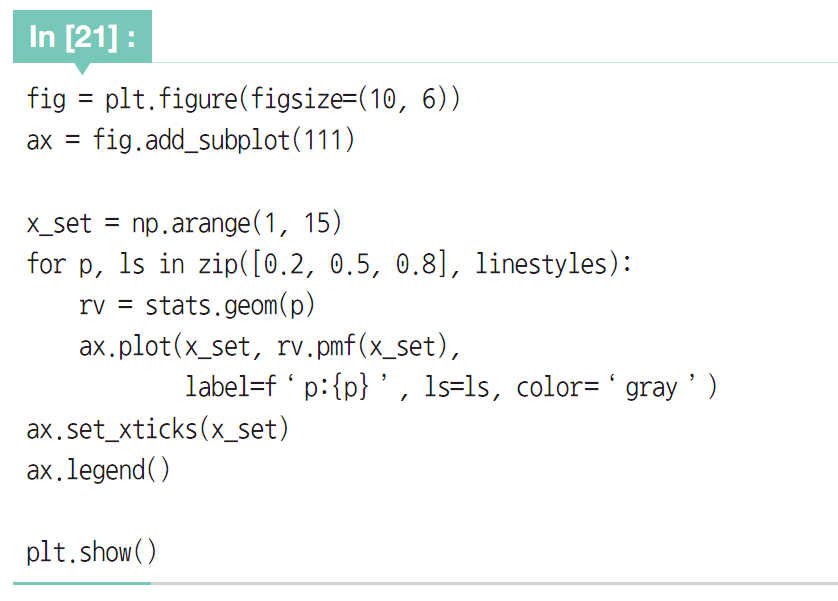 In [21] :
fig = plt.figure(figsize=(10, 6))
ax = fig.add_subplot(111)
x_set = np.arange(1, 15)
for p, ls in zip([0.2, 0.5, 0.8], linestyles):
    rv = stats.geom(p)
    ax.plot(x_set, rv.pmf(x_set),
            label=f ‘ p:{p} ’ , ls=ls, color= ‘ gray ’ )
ax.set_xticks(x_set)
ax.legend()
plt.show()